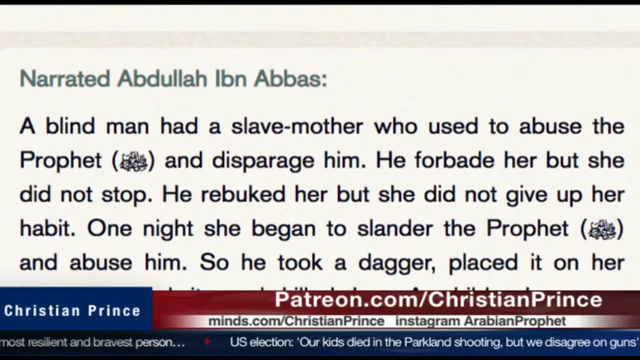 Narrated Abdullah Ibn Abbas:
A blind man had a slave-mother who used to abuse the
Prophet (ﷺ) and disparage him. He forbade her but she
did not stop. He rebuked her but she did not give up her
habit. One night she began to slander the Prophet (ﷺ)
and abuse him. So he took a dagger, placed it on her
Patreon.com/ChristianPrince
Christian Prince
minds.com/ChristianPrince instagram ArabianProphet
most resilient and bravest person... US election: 'Our kids died in the Parkland shooting, but we disagree on guns